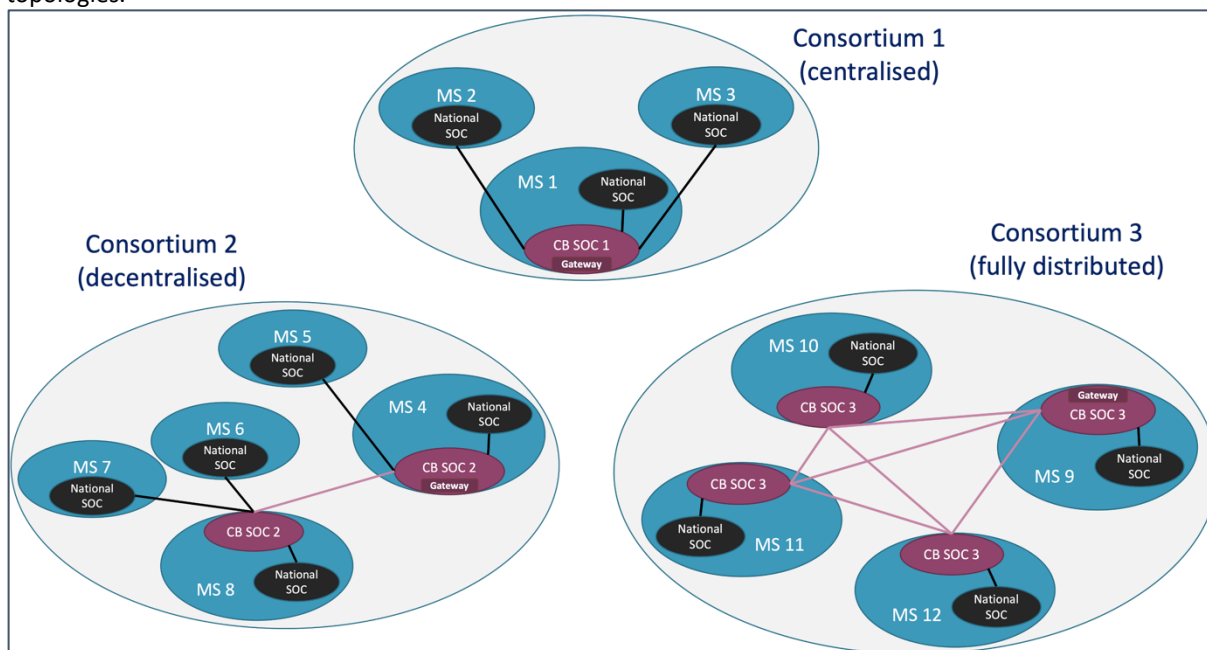 topologies.
Consortium 1
(centralised)
MS 2
National
SOC
MS 3
National
SOC
MS 1
National
SOC
CB SOC 1
Gateway
Consortium 2
(decentralised)
MS 5
National
SOC
MS 4
National
SOC
MS 6
National
SOC
MS 7
National
SOC
CB SOC 2
Gateway
CB SOC 2
MS 8
National
SOC
Consortium 3
(fully distributed)
MS 10
National
SOC
CB SOC 3
Gateway
CB SOC 3
National
SOC
MS 9
CB SOC 3
National
SOC
MS 11
CB SOC 3
National
SOC
MS 12